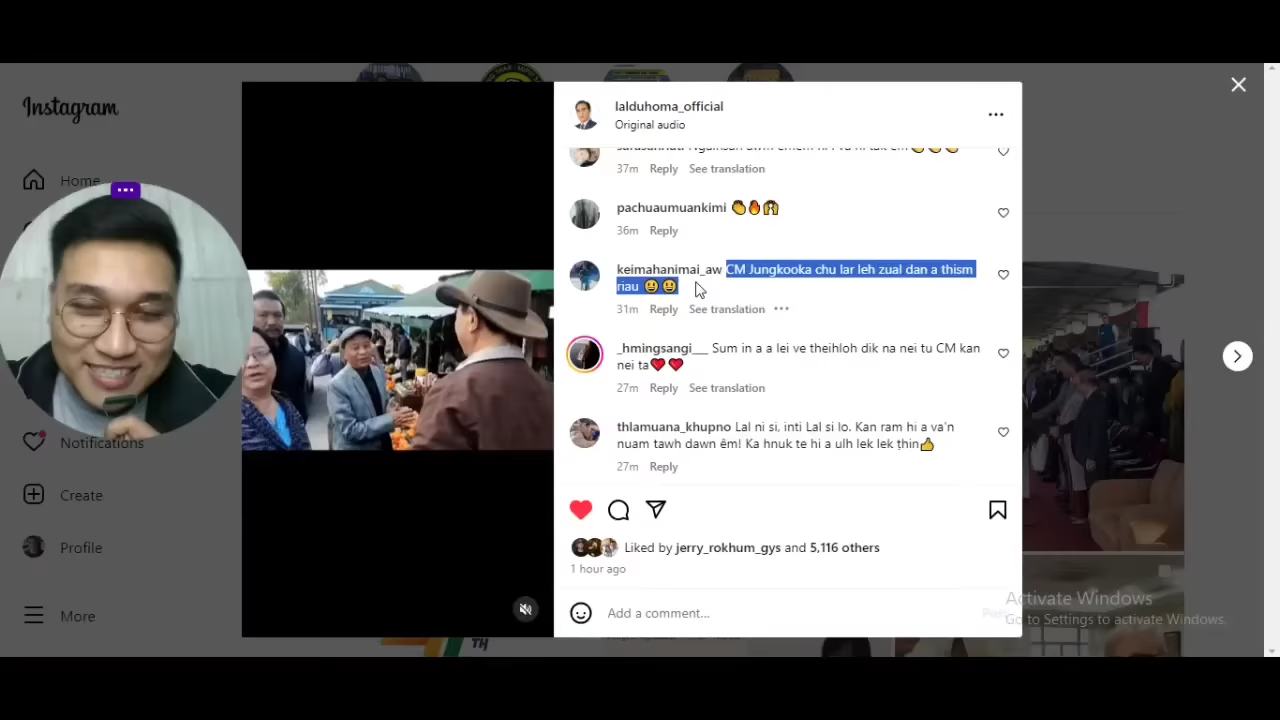 Instagram
lalduhoma_official
Original audio
Home
37m Reply See translation
pachuaumuankimi 👏🔥🙌
36m Reply
keimahanimai_aw CM Jungkooka chu lar leh zual dan a thism
riau 😃😃
31m Reply See translation
_hmingsangi___ Sum in a a lei ve theihloh dik na nei tu CM kan
nei ta❤️❤️
27m Reply See translation
thlamuana_khupno Lal ni si, inti Lal si lo. Kan ram hi a va'n
nuam tawh dawn êm! Ka hnuk te hi a ulh lek lek ṭhin👍
27m Reply
Notifications
Create
Profile
More
Liked by jerry_rokhum_gys and 5,116 others
1 hour ago
Add a comment...
Activate Windows
Go to Settings to activate Windows.
TH